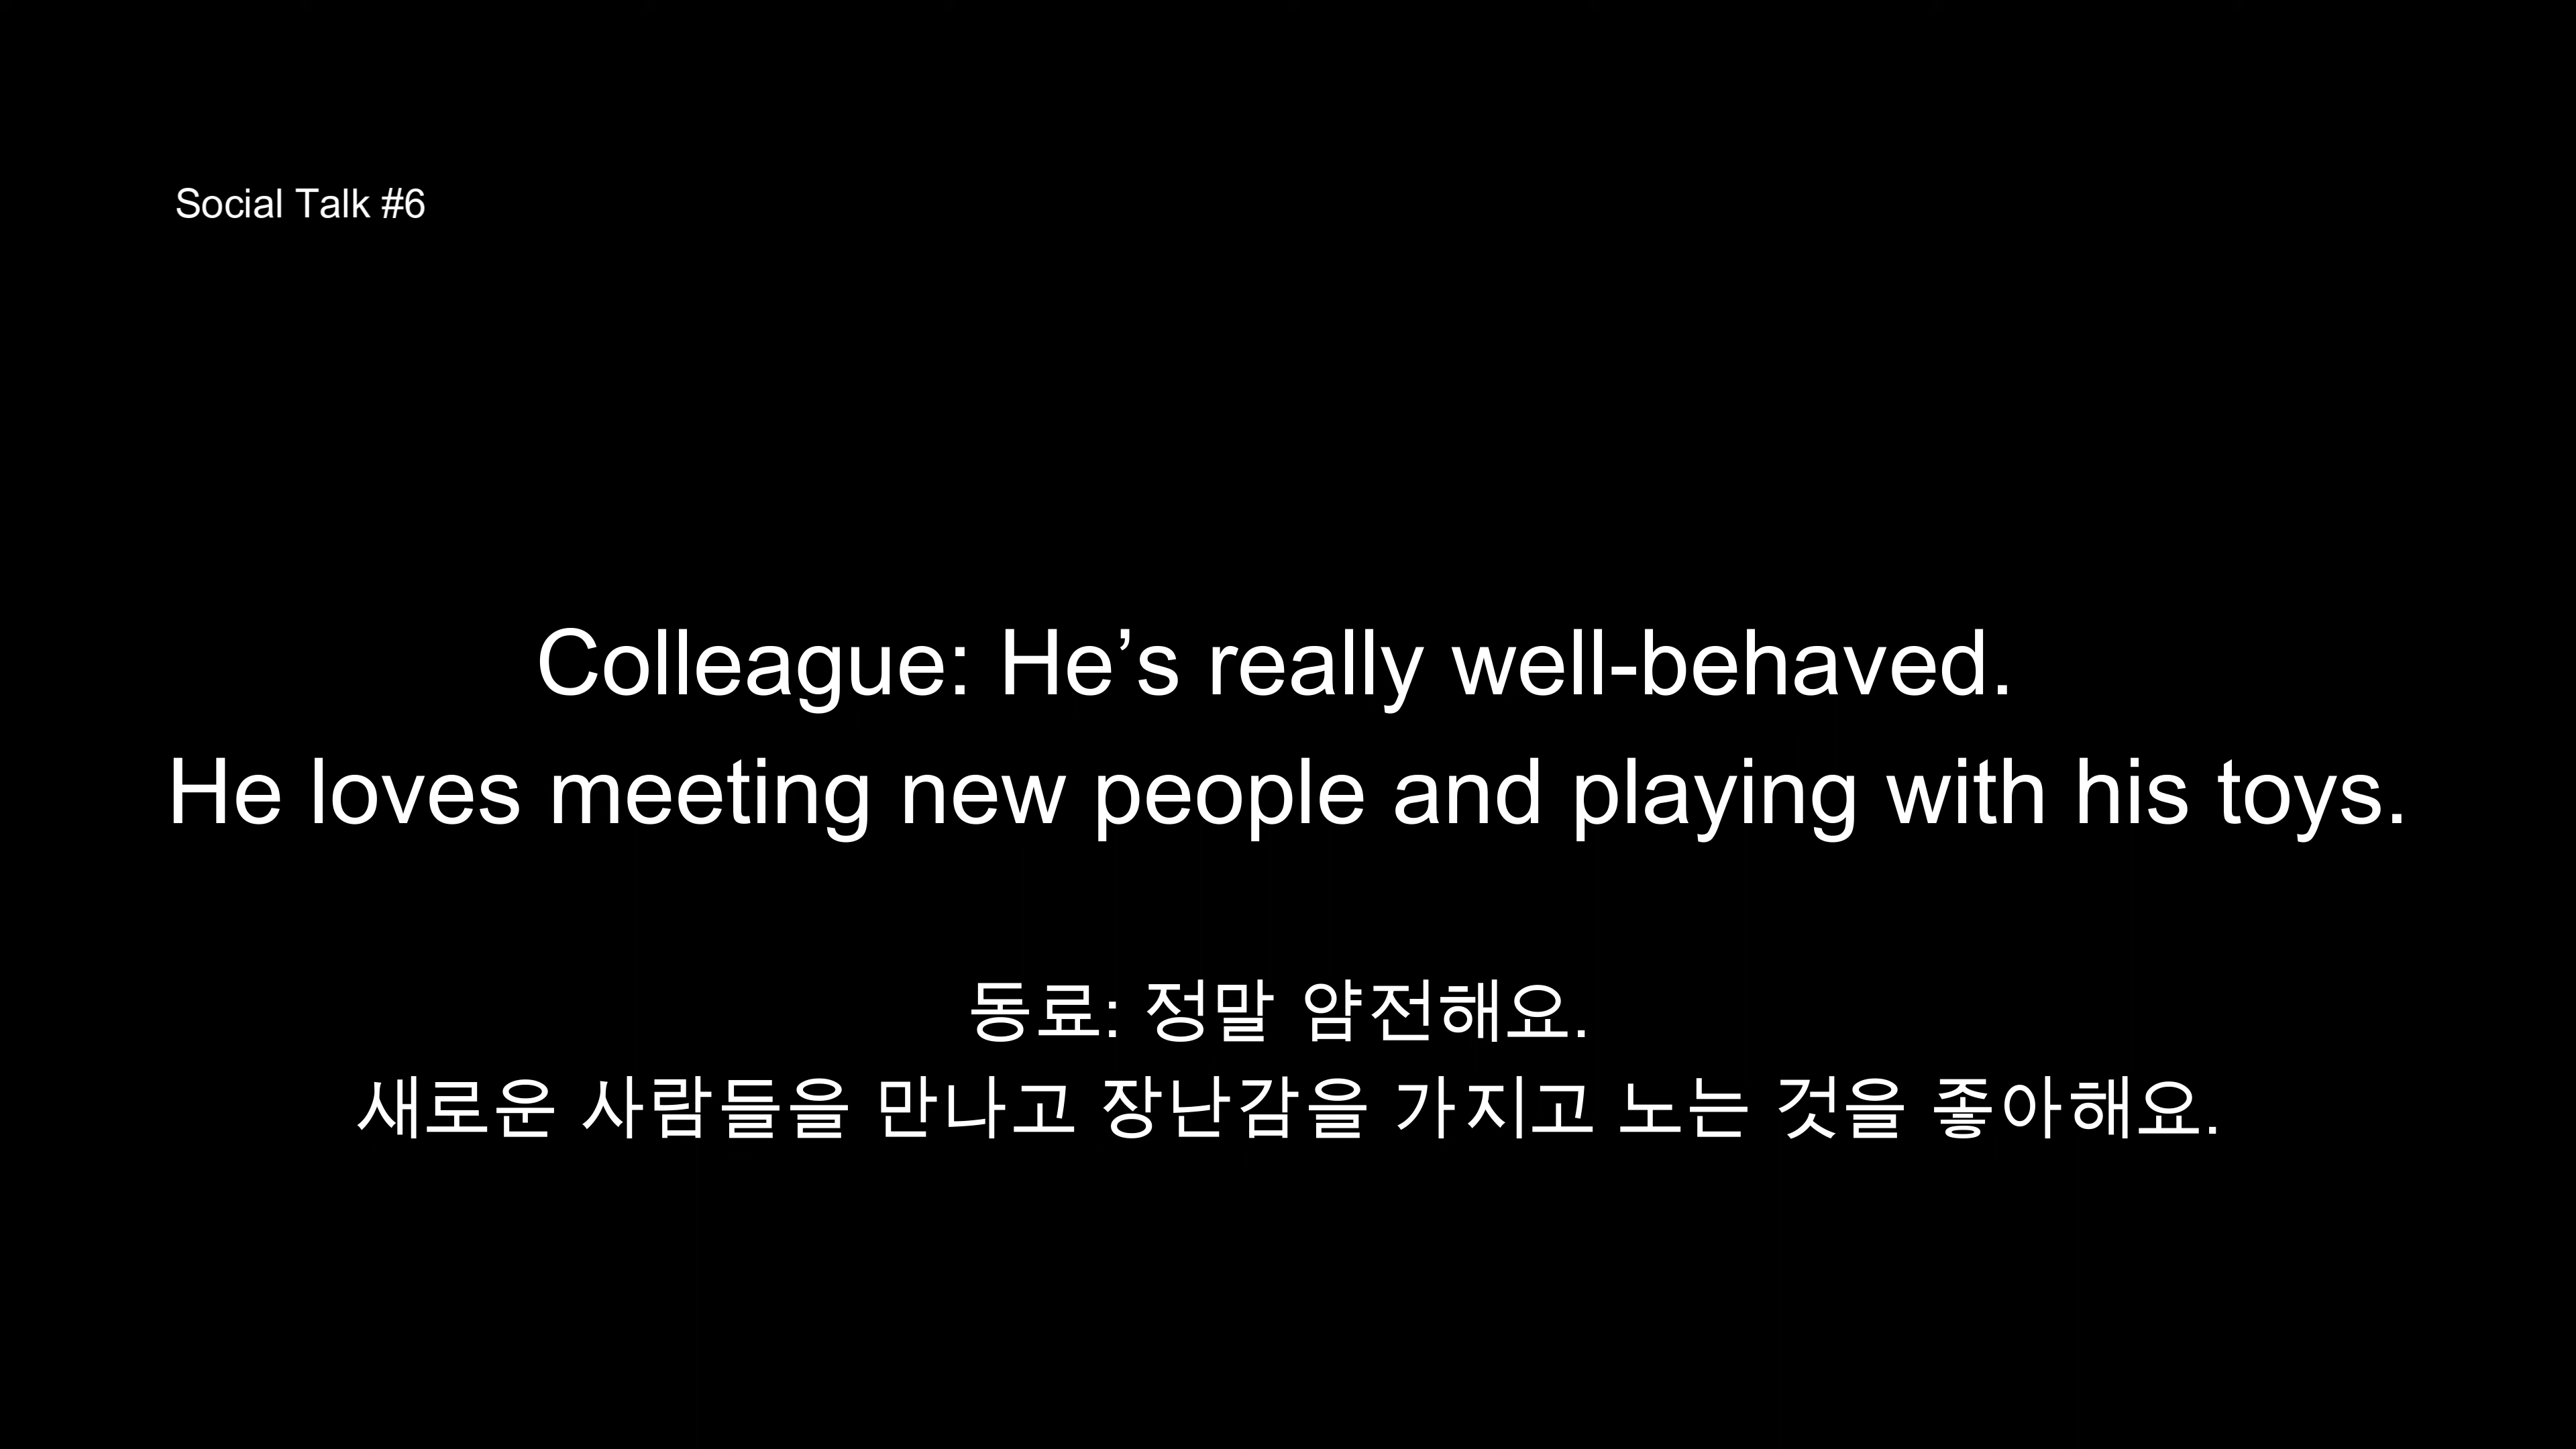 Social Talk #6
Colleague: He’s really well-behaved.
He loves meeting new people and playing with his toys.
동료: 정말 얌전해요.
새로운 사람들을 만나고 장난감을 가지고 노는 것을 좋아해요.